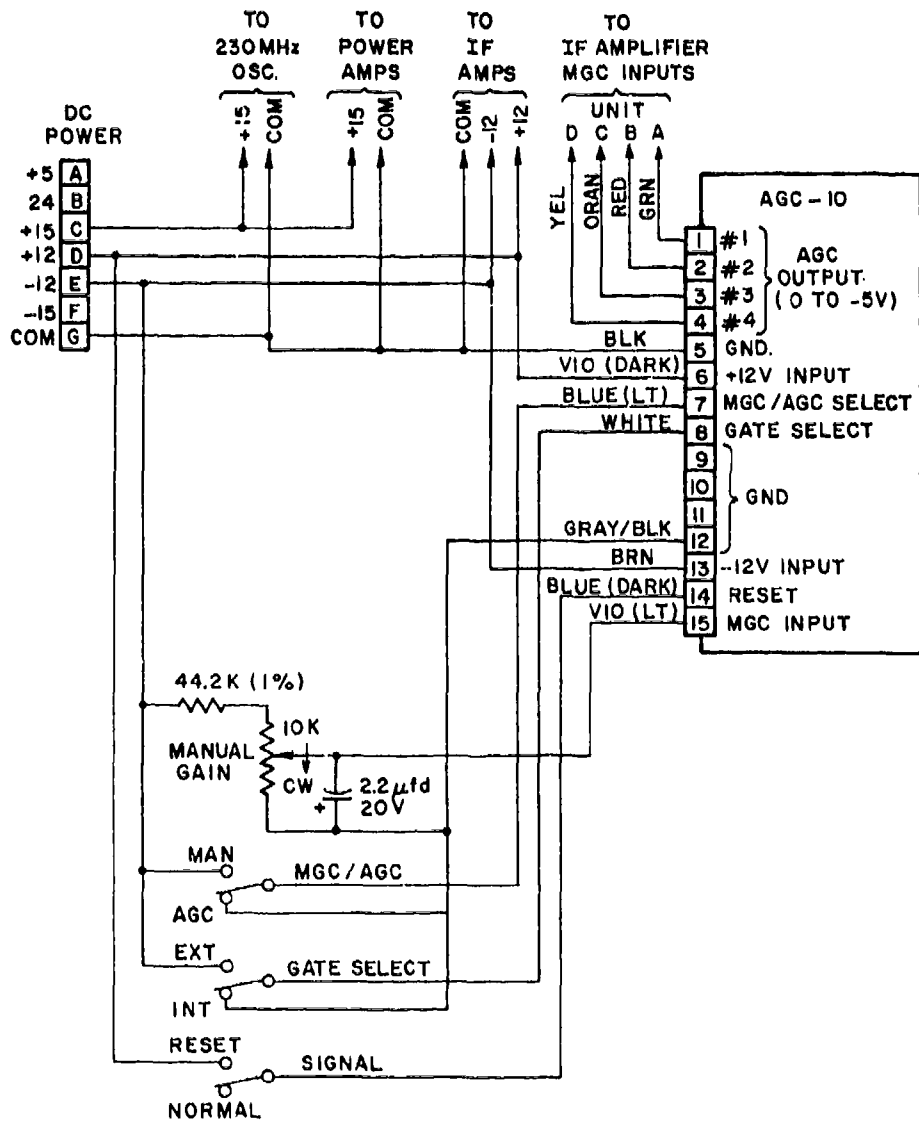 TO
230 MHz
OSC.
TO
POWER
AMPS
TO
IF
AMPS
TO
IF AMPLIFIER
MGC INPUTS
+15
COM
+15
COM
COM
-12
+12
UNIT
D C B A
YEL
ORAN
RED
GRN
DC
POWER
+5 A
24 B
+15 C
+12 D
-12 E
-15 F
COM G
AGC-10
1 #1
2 #2
3 #3
4 #4
AGC
OUTPUT
(0 TO -5V)
BLK 5 GND.
VIO (DARK) 6 +12V INPUT
BLUE (LT) 7 MGC/AGC SELECT
WHITE 8 GATE SELECT
9
10
11
GND
GRAY/BLK 12
BRN 13 -12V INPUT
BLUE (DARK) 14 RESET
VIO (LT) 15 MGC INPUT
44.2K (1%)
10K
MANUAL
GAIN
CW
+
2.2 µfd
20V
MAN
MGC/AGC
AGC
EXT
GATE SELECT
INT
RESET
SIGNAL
NORMAL